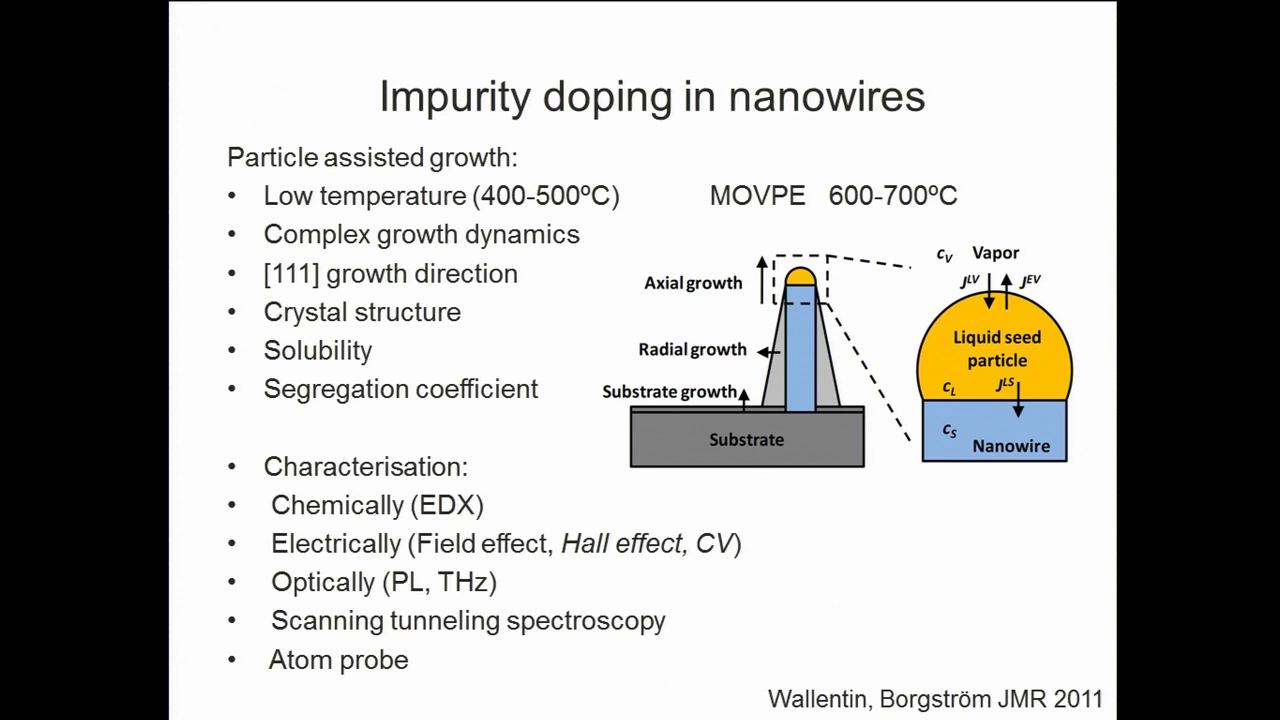 Impurity doping in nanowires
Particle assisted growth:
• Low temperature (400-500ºC) MOVPE 600-700ºC
• Complex growth dynamics
• [111] growth direction
• Crystal structure
• Solubility
• Segregation coefficient
• Characterisation:
• Chemically (EDX)
• Electrically (Field effect, Hall effect, CV)
• Optically (PL, THz)
• Scanning tunneling spectroscopy
• Atom probe
Axial growth
Radial growth
Substrate growth
Substrate
cV Vapor
JLV JEV
Liquid seed
particle
cL JLS
cS
Nanowire
Wallentin, Borgström JMR 2011